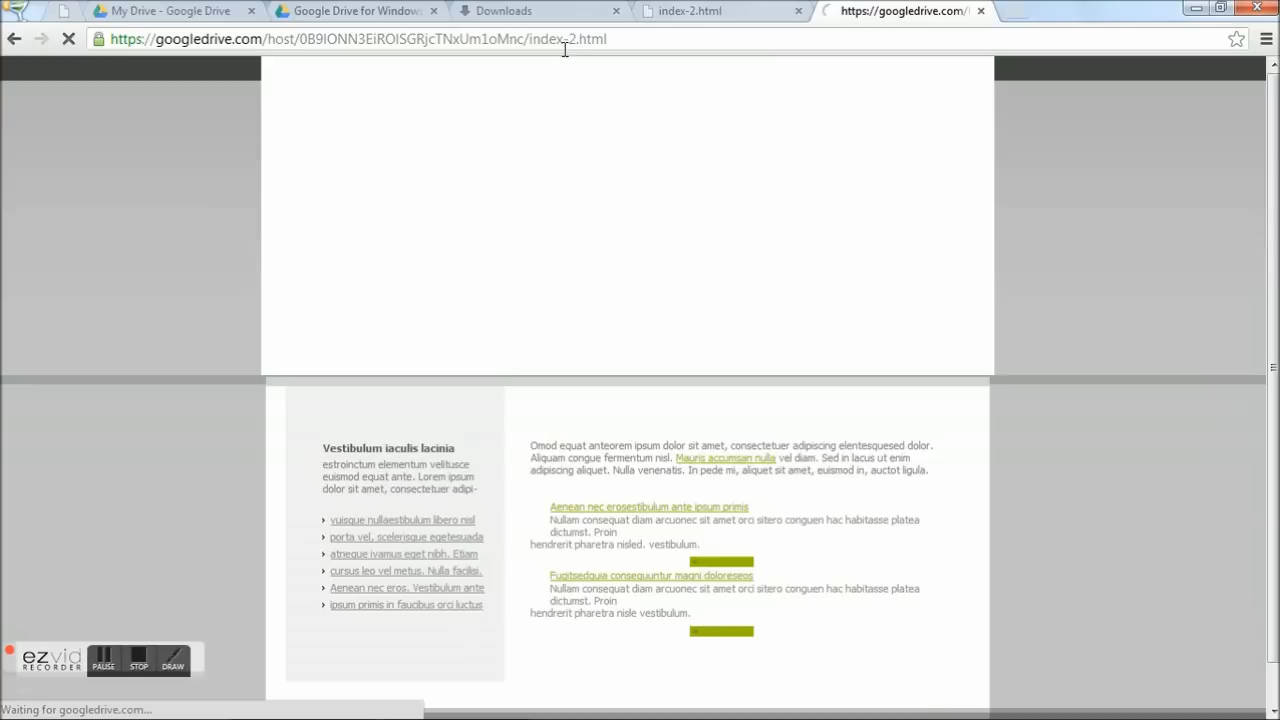 My Drive - Google Drive
Google Drive for Windows
Downloads
index-2.html
https://googledrive.com/
https://googledrive.com/host/0B9IONN3EiROISGRjcTNxUm1oMnc/index-2.html
Vestibulum iaculis lacinia
estroinctum elementum velitusce
euismod equat ante. Lorem ipsum
dolor sit amet, consectetuer adipi-
vuisque nullaestibulum libero nisl
porta vel, scelerisque egetesuada
atneque ivamus eget nibh. Etiam
cursus leo vel metus. Nulla facilisi.
Aenean nec eros. Vestibulum ante
ipsum primis in faucibus orci luctus
Omod equat anteorem ipsum dolor sit amet, consectetuer adipiscing elentesquesed dolor.
Aliquam congue fermentum nisl. Mauris accumsan nulla vel diam. Sed in lacus ut enim
adipiscing aliquet. Nulla venenatis. In pede mi, aliquet sit amet, euismod in, auctot ligula.
Aenean nec erosestibulum ante ipsum primis
Nullam consequat diam arcuonec sit amet orci sitero conguen hac habitasse platea
dictumst. Proin
hendrerit pharetra nisled. vestibulum.
Fugitsedquia consequuntur magni doloreseos
Nullam consequat diam arcuonec sit amet orci sitero conguen hac habitasse platea
dictumst. Proin
hendrerit pharetra nisle vestibulum.
ezvid
RECORDER
PAUSE
STOP
DRAW
Waiting for googledrive.com...